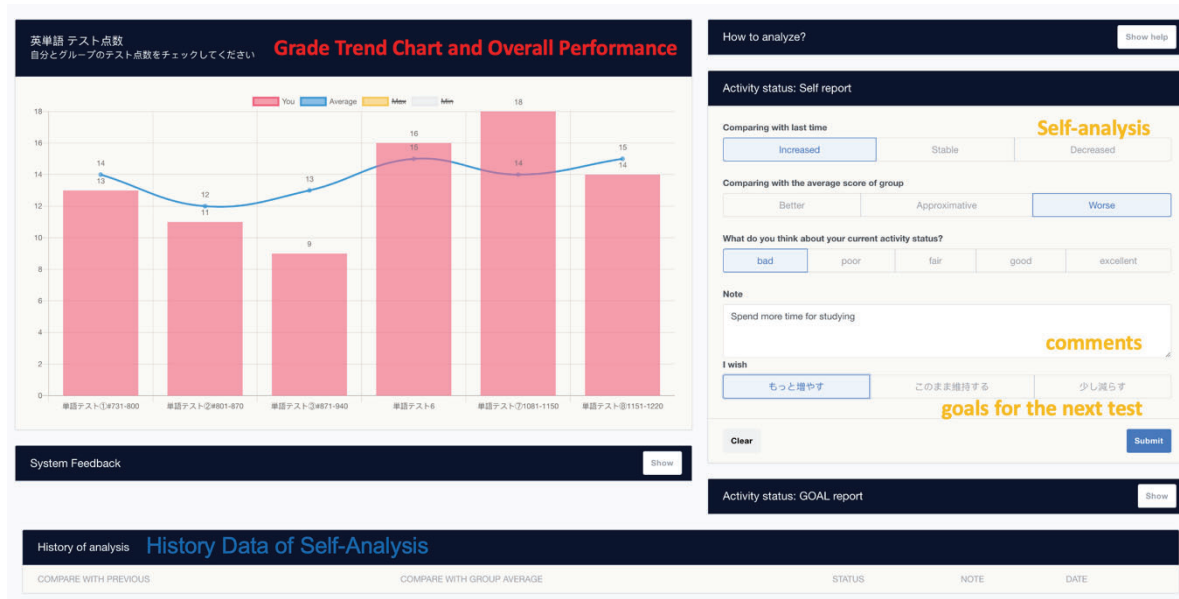 英単語 テスト点数
自分とグループのテスト点数をチェックしてください
Grade Trend Chart and Overall Performance
You Average Max Min
18
16
14
12
10
8
6
4
2
0
14
13
12
11
13
9
16
15
18
14
15
14
単語テスト①#731-800 単語テスト②#801-870 単語テスト③#871-940 単語テスト6 単語テスト⑦1081-1150 単語テスト⑧1151-1220
System Feedback Show
How to analyze? Show help
Activity status: Self report
Comparing with last time
Self-analysis
Increased Stable Decreased
Comparing with the average score of group
Better Approximative Worse
What do you think about your current activity status?
bad poor fair good excellent
Note
Spend more time for studying
comments
I wish
もっと増やす このまま維持する 少し減らす
goals for the next test
Clear Submit
Activity status: GOAL report Show
History of analysis History Data of Self-Analysis
COMPARE WITH PREVIOUS COMPARE WITH GROUP AVERAGE STATUS NOTE DATE